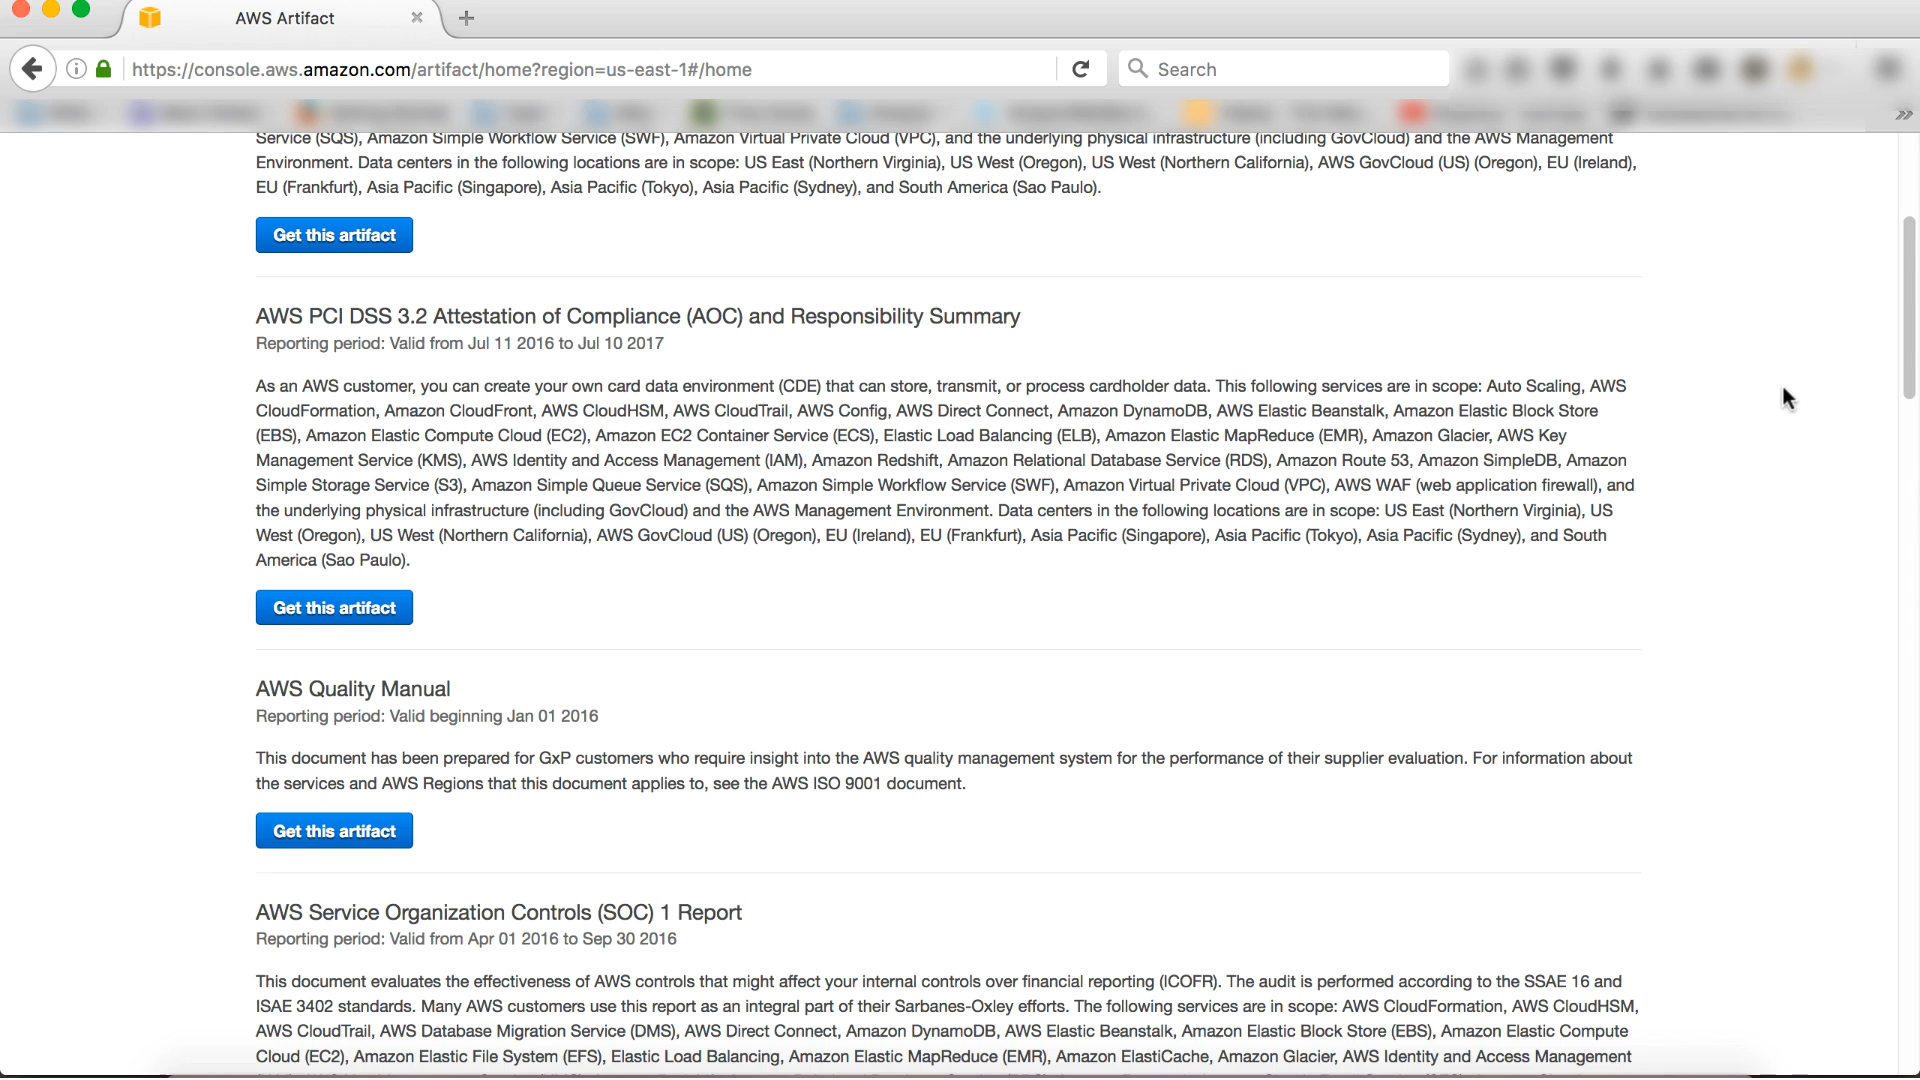 AWS Artifact
https://console.aws.amazon.com/artifact/home?region=us-east-1#/home
Search
Service (SQS), Amazon Simple Workflow Service (SWF), Amazon Virtual Private Cloud (VPC), and the underlying physical infrastructure (including GovCloud) and the AWS Management
Environment. Data centers in the following locations are in scope: US East (Northern Virginia), US West (Oregon), US West (Northern California), AWS GovCloud (US) (Oregon), EU (Ireland),
EU (Frankfurt), Asia Pacific (Singapore), Asia Pacific (Tokyo), Asia Pacific (Sydney), and South America (Sao Paulo).
Get this artifact
AWS PCI DSS 3.2 Attestation of Compliance (AOC) and Responsibility Summary
Reporting period: Valid from Jul 11 2016 to Jul 10 2017
As an AWS customer, you can create your own card data environment (CDE) that can store, transmit, or process cardholder data. This following services are in scope: Auto Scaling, AWS
CloudFormation, Amazon CloudFront, AWS CloudHSM, AWS CloudTrail, AWS Config, AWS Direct Connect, Amazon DynamoDB, AWS Elastic Beanstalk, Amazon Elastic Block Store
(EBS), Amazon Elastic Compute Cloud (EC2), Amazon EC2 Container Service (ECS), Elastic Load Balancing (ELB), Amazon Elastic MapReduce (EMR), Amazon Glacier, AWS Key
Management Service (KMS), AWS Identity and Access Management (IAM), Amazon Redshift, Amazon Relational Database Service (RDS), Amazon Route 53, Amazon SimpleDB, Amazon
Simple Storage Service (S3), Amazon Simple Queue Service (SQS), Amazon Simple Workflow Service (SWF), Amazon Virtual Private Cloud (VPC), AWS WAF (web application firewall), and
the underlying physical infrastructure (including GovCloud) and the AWS Management Environment. Data centers in the following locations are in scope: US East (Northern Virginia), US
West (Oregon), US West (Northern California), AWS GovCloud (US) (Oregon), EU (Ireland), EU (Frankfurt), Asia Pacific (Singapore), Asia Pacific (Tokyo), Asia Pacific (Sydney), and South
America (Sao Paulo).
Get this artifact
AWS Quality Manual
Reporting period: Valid beginning Jan 01 2016
This document has been prepared for GxP customers who require insight into the AWS quality management system for the performance of their supplier evaluation. For information about
the services and AWS Regions that this document applies to, see the AWS ISO 9001 document.
Get this artifact
AWS Service Organization Controls (SOC) 1 Report
Reporting period: Valid from Apr 01 2016 to Sep 30 2016
This document evaluates the effectiveness of AWS controls that might affect your internal controls over financial reporting (ICOFR). The audit is performed according to the SSAE 16 and
ISAE 3402 standards. Many AWS customers use this report as an integral part of their Sarbanes-Oxley efforts. The following services are in scope: AWS CloudFormation, AWS CloudHSM,
AWS CloudTrail, AWS Database Migration Service (DMS), AWS Direct Connect, Amazon DynamoDB, AWS Elastic Beanstalk, Amazon Elastic Block Store (EBS), Amazon Elastic Compute
Cloud (EC2), Amazon Elastic File System (EFS), Elastic Load Balancing, Amazon Elastic MapReduce (EMR), Amazon ElastiCache, Amazon Glacier, AWS Identity and Access Management